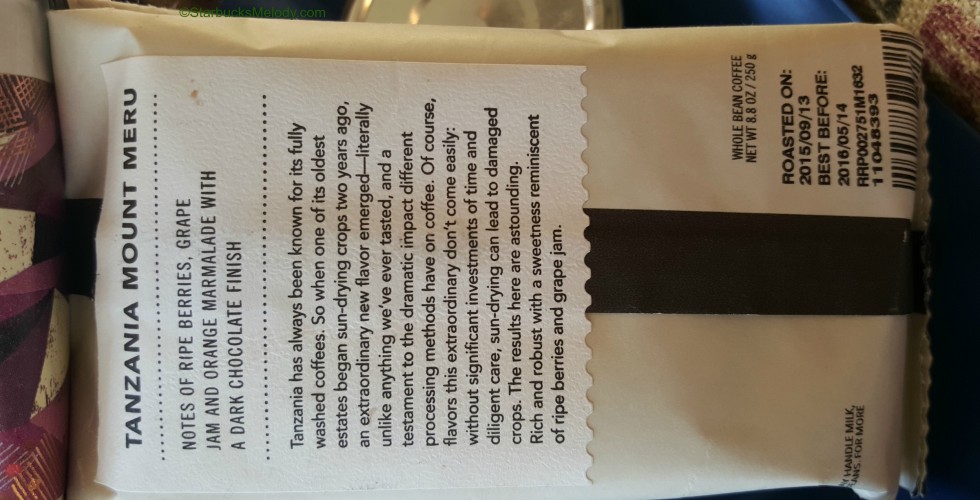 ©StarbucksMelody.com
TANZANIA MOUNT MERU
NOTES OF RIPE BERRIES, GRAPE
JAM AND ORANGE MARMALADE WITH
A DARK CHOCOLATE FINISH
Tanzania has always been known for its fully
washed coffees. So when one of its oldest
estates began sun-drying crops two years ago,
an extraordinary new flavor emerged—literally
unlike anything we've ever tasted, and a
testament to the dramatic impact different
processing methods have on coffee. Of course,
flavors this extraordinary don't come easily:
without significant investments of time and
diligent care, sun-drying can lead to damaged
crops. The results here are astounding.
Rich and robust with a sweetness reminiscent
of ripe berries and grape jam.
WHOLE BEAN COFFEE
NET WT 8.8 OZ / 250 g
ROASTED ON:
2015/09/13
BEST BEFORE:
2016/05/14
RRP002751M1632
11048393
HANDLE MILK,
FOR MORE